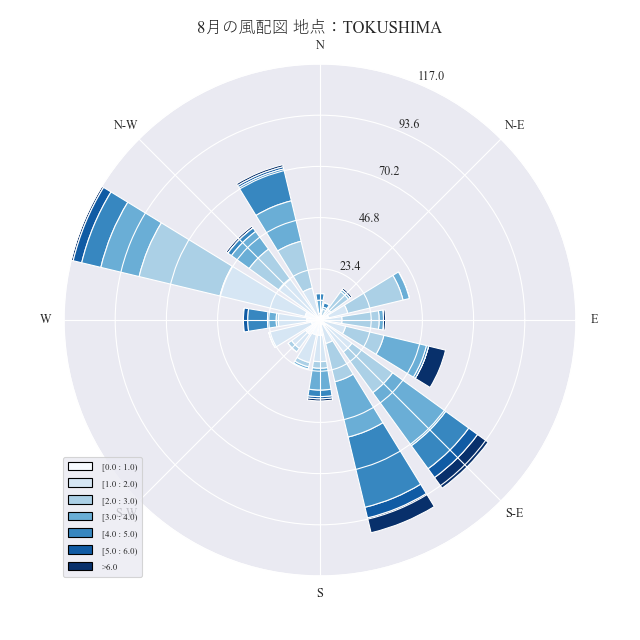 8月の風配図 地点：TOKUSHIMA
N
117.0
N-W
N-E
93.6
70.2
46.8
23.4
W
E
[0.0 : 1.0)
[1.0 : 2.0)
[2.0 : 3.0)
S-W
S-E
[3.0 : 4.0)
[4.0 : 5.0)
[5.0 : 6.0)
>6.0
S